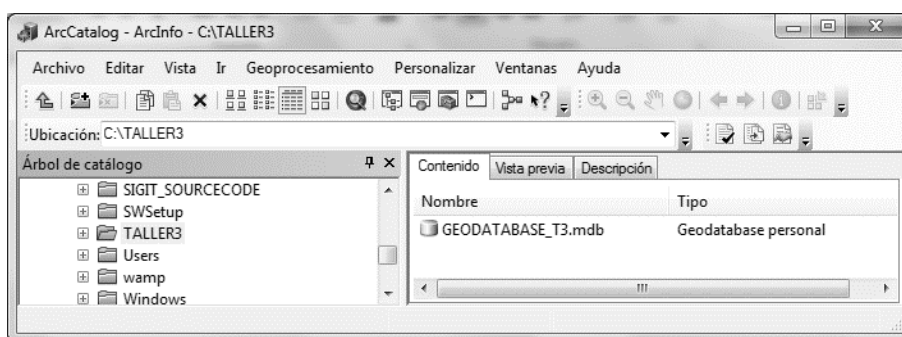 ArcCatalog - ArcInfo - C:\TALLER3
Archivo Editar Vista Ir Geoprocesamiento Personalizar Ventanas Ayuda
Ubicación: C:\TALLER3
Árbol de catálogo
SIGIT_SOURCECODE
SWSetup
TALLER3
Users
wamp
Windows
Contenido Vista previa Descripción
Nombre Tipo
GEODATABASE_T3.mdb Geodatabase personal